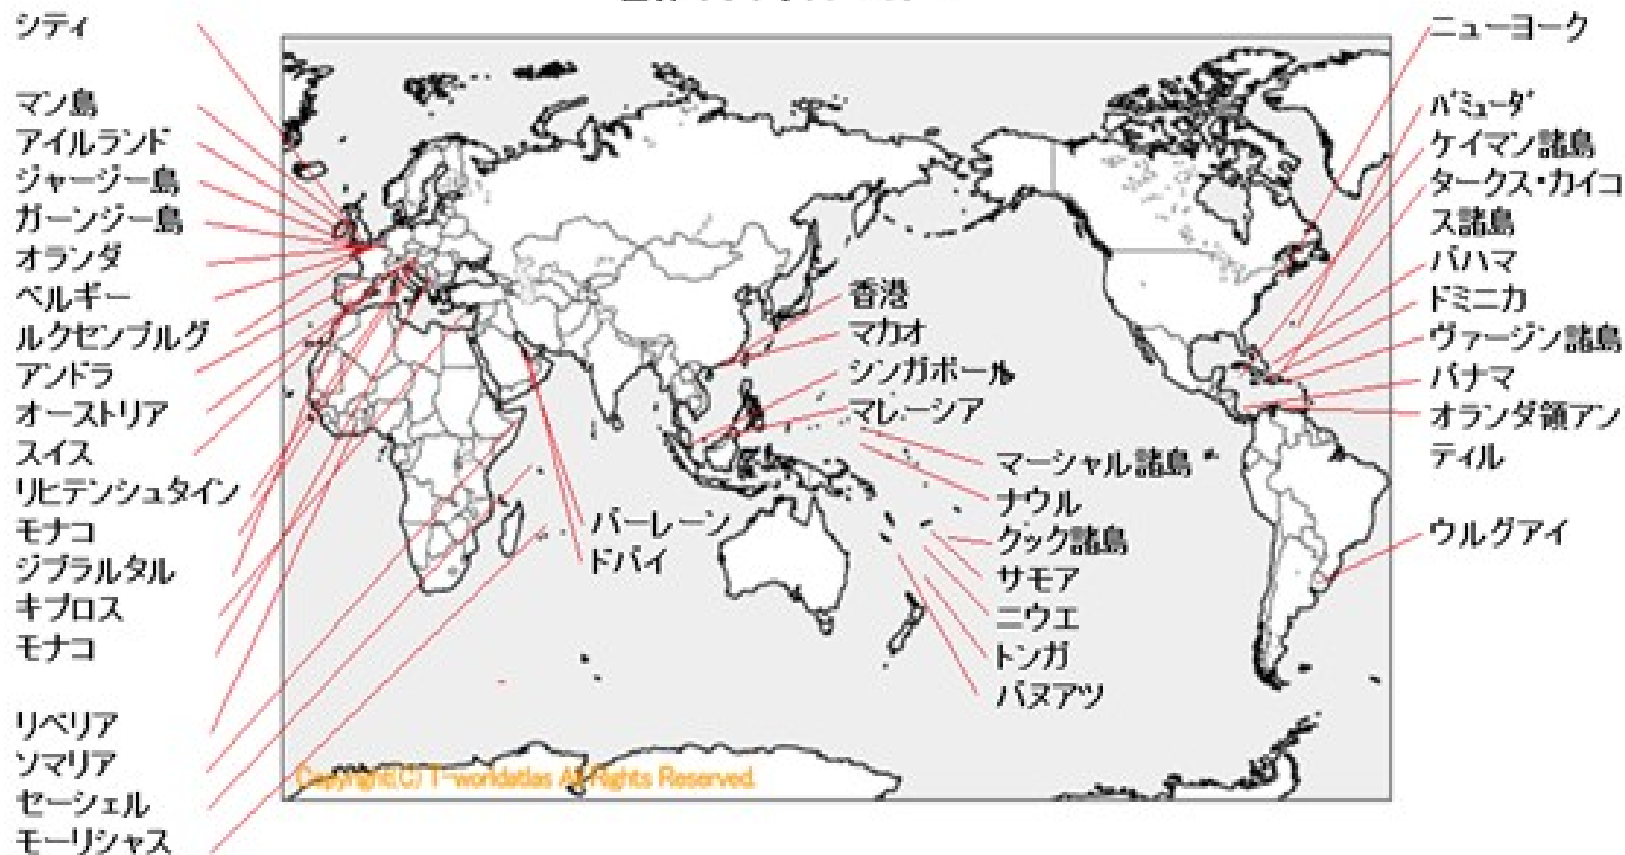 シティ
マン島
アイルランド
ジャージー島
ガーンジー島
オランダ
ベルギー
ルクセンブルグ
アンドラ
オーストリア
スイス
リヒテンシュタイン
モナコ
ジブラルタル
キプロス
モナコ
リベリア
ソマリア
セーシェル
モーリシャス
香港
マカオ
シンガポール
マレーシア
マーシャル諸島
ナウル
クック諸島
サモア
ニウエ
トンガ
バヌアツ
バーレーン
ドバイ
ニューヨーク
バミューダ
ケイマン諸島
タークス・カイコ
ス諸島
バハマ
ドミニカ
ヴァージン諸島
パナマ
オランダ領アン
ティル
ウルグアイ
Copyright(C) T-worldatlas All Rights Reserved.